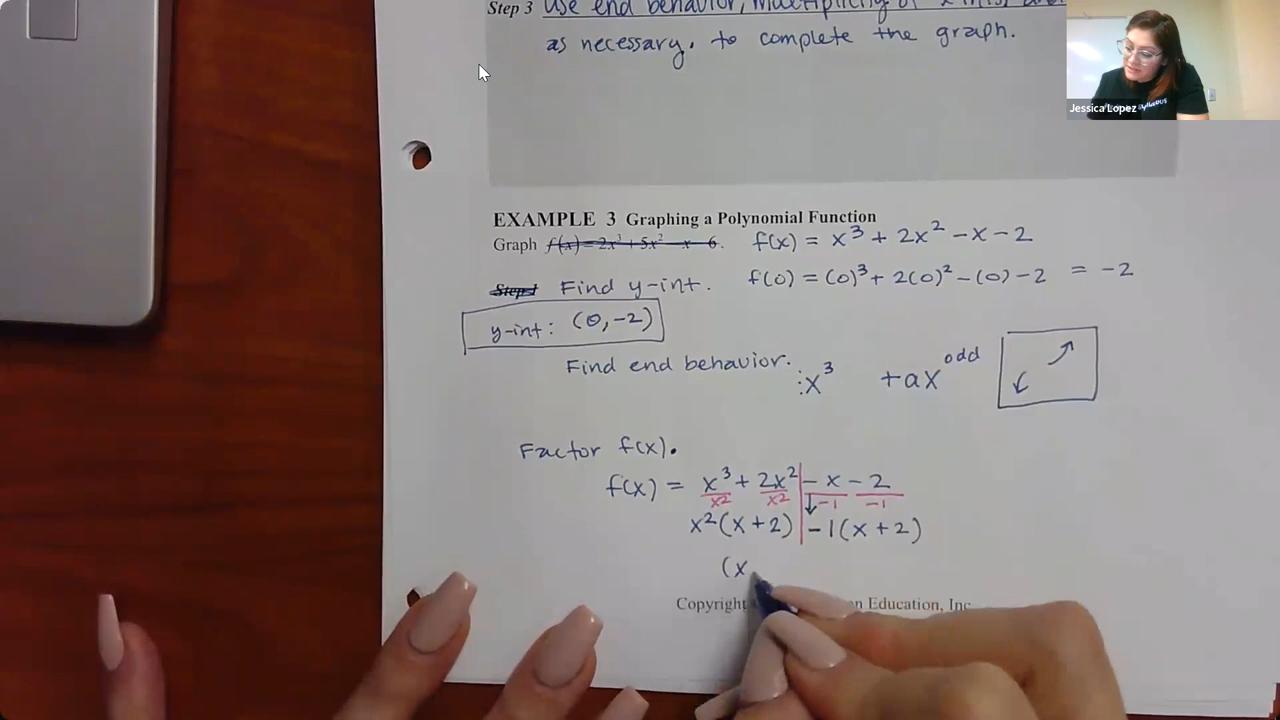 Step 3 Use end behavior, multiplicity of
as necessary, to complete the graph.
Jessica Lopez
EXAMPLE 3 Graphing a Polynomial Function
Graph f(x) = 2x³ + 5x² - x - 6. f(x) = x³ + 2x² - x - 2
Step 1 Find y-int. f(0) = (0)³ + 2(0)² - (0) - 2 = -2
y-int: (0, -2)
Find end behavior. : x³ +ax^odd
Factor f(x).
f(x) = x³ + 2x² - x - 2
x2 x2 -1 -1
x²(x + 2) - 1(x + 2)
(x
Copyright on Education, Inc